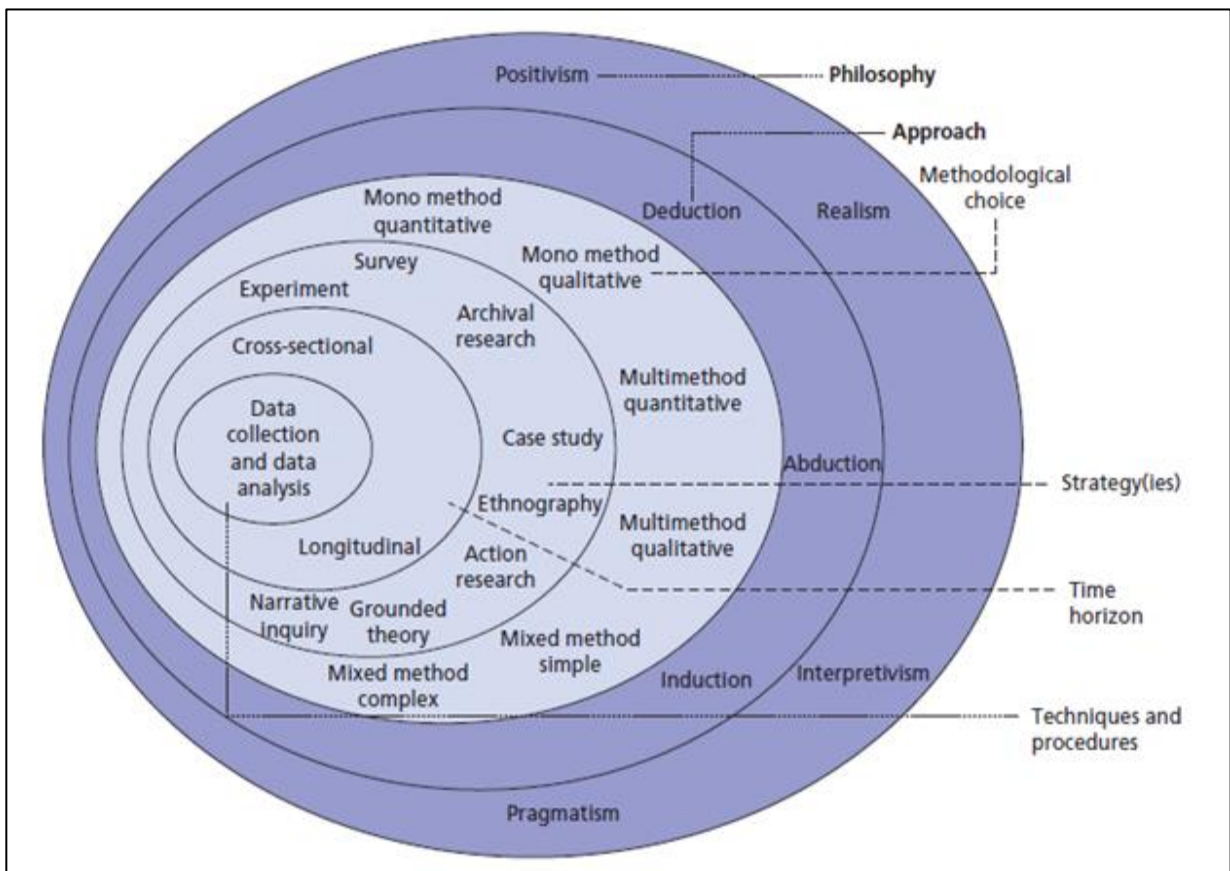 Positivism
Philosophy
Approach
Methodological
choice
Mono method
quantitative
Deduction
Realism
Mono method
qualitative
Survey
Experiment
Archival
research
Cross-sectional
Multimethod
quantitative
Data
collection
and data
analysis
Case study
Abduction
Strategy(ies)
Ethnography
Multimethod
qualitative
Longitudinal
Action
research
Time
horizon
Narrative
inquiry
Grounded
theory
Mixed method
simple
Mixed method
complex
Induction
Interpretivism
Techniques and
procedures
Pragmatism